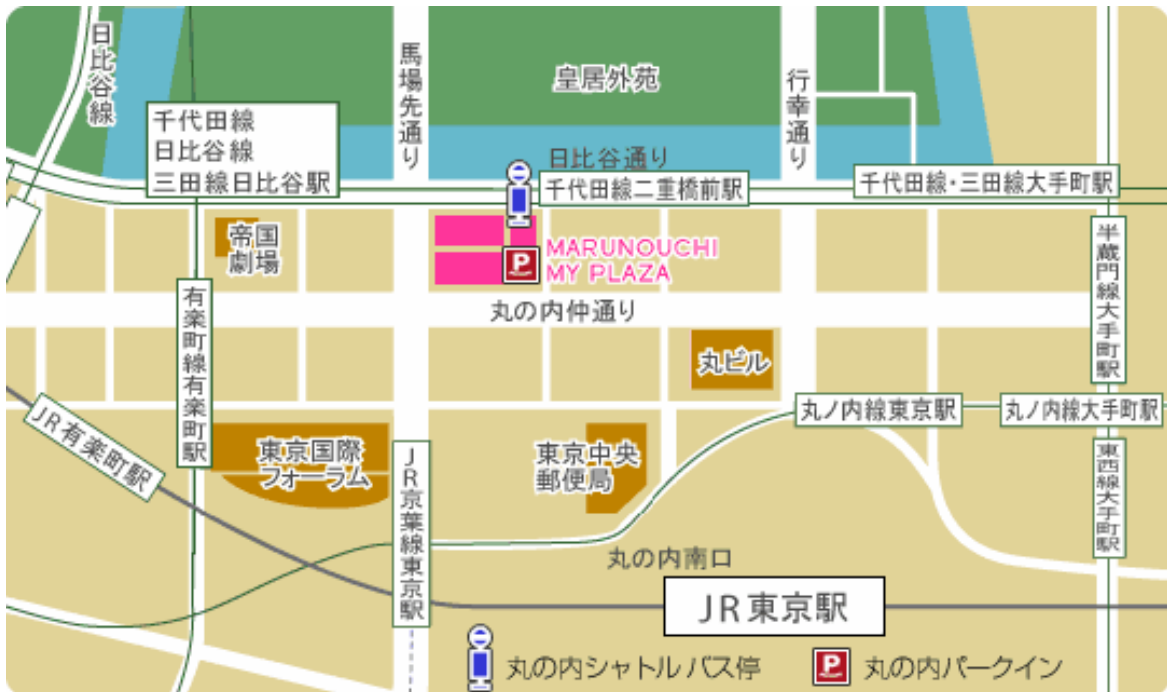 日比谷線
馬場先通り
皇居外苑
行幸通り
千代田線
日比谷線
三田線日比谷駅
日比谷通り
千代田線二重橋前駅
千代田線・三田線大手町駅
帝国
劇場
P
MARUNOUCHI
MY PLAZA
半蔵門線大手町駅
有楽町線有楽町駅
丸の内仲通り
丸ビル
丸ノ内線東京駅
丸ノ内線大手町駅
JR有楽町駅
東京国際
フォーラム
JR京葉線東京駅
東京中央
郵便局
東西線大手町駅
丸の内南口
JR東京駅
丸の内シャトルバス停
P
丸の内パークイン